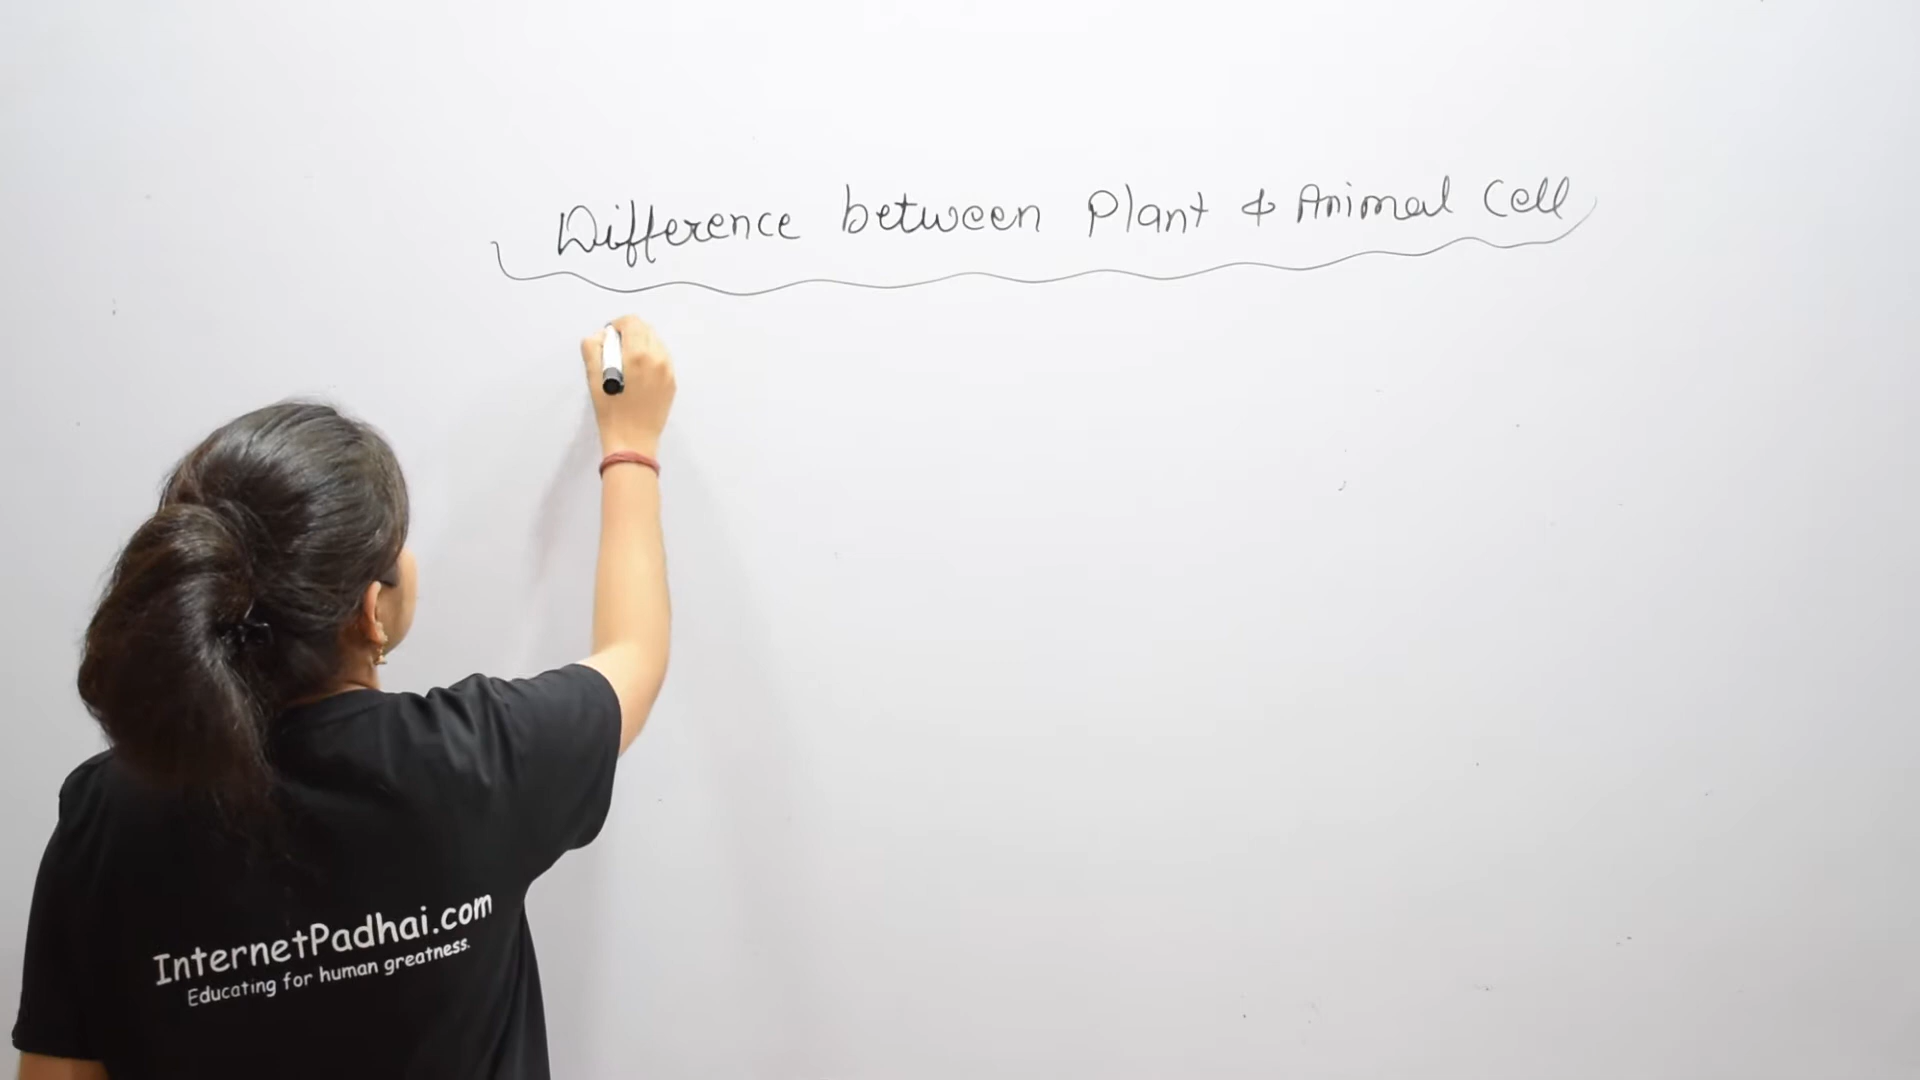 Difference between Plant & Animal Cell
InternetPadhai.com
Educating for human greatness.